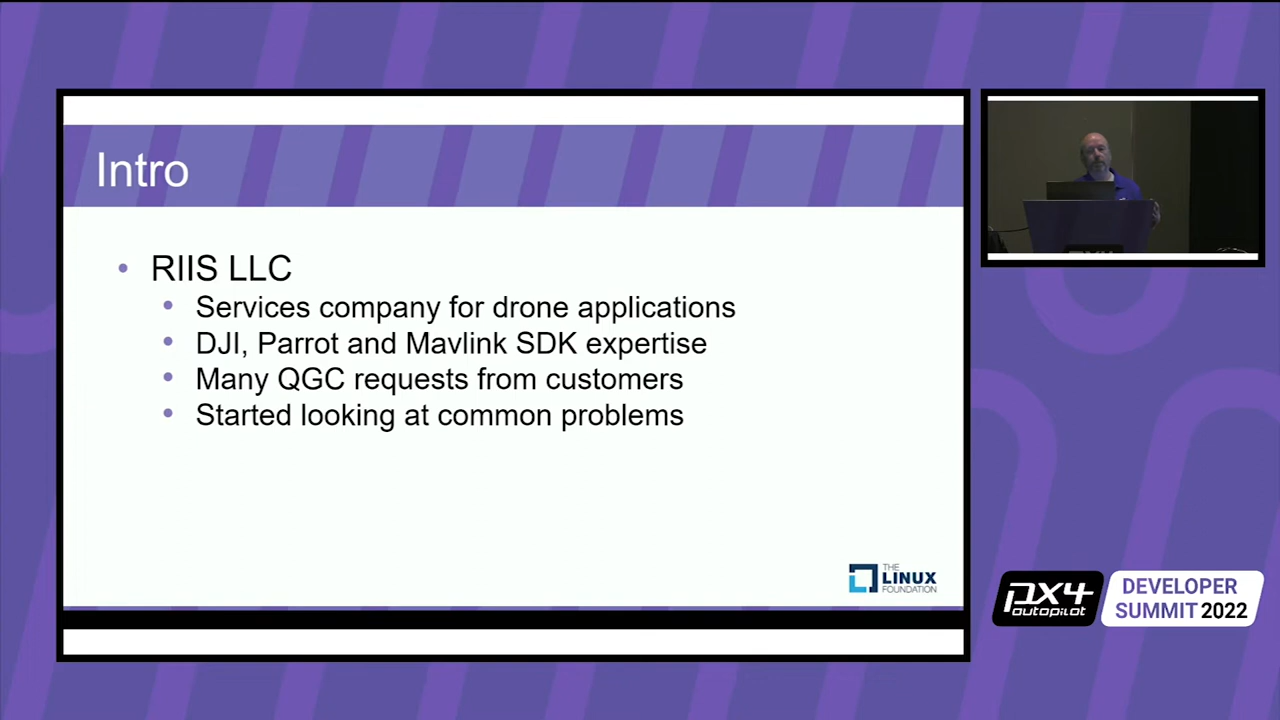 Intro
• RIIS LLC
• Services company for drone applications
• DJI, Parrot and Mavlink SDK expertise
• Many QGC requests from customers
• Started looking at common problems
THE
LINUX
FOUNDATION
PX4
autopilot
DEVELOPER
SUMMIT 2022